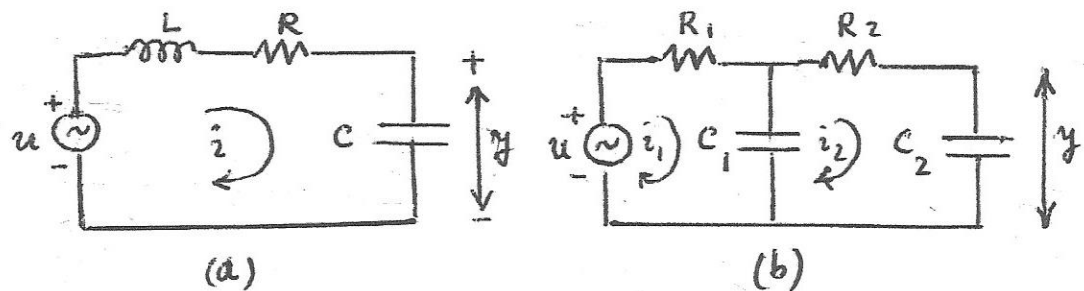 L R R₁ R₂
+ + +
u ~ i C y u ~ i₁ C₁ i₂ C₂ y
- - -
(a) (b)